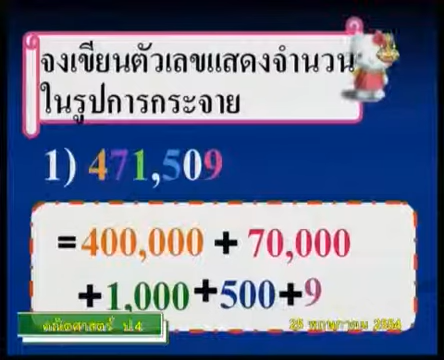 จงเขียนตัวเลขแสดงจำนวน
ในรูปการกระจาย
1) 471,509
= 400,000 + 70,000
+ 1,000 + 500 + 9
คณิตศาสตร์ ป.4
25 พฤษภาคม 2554